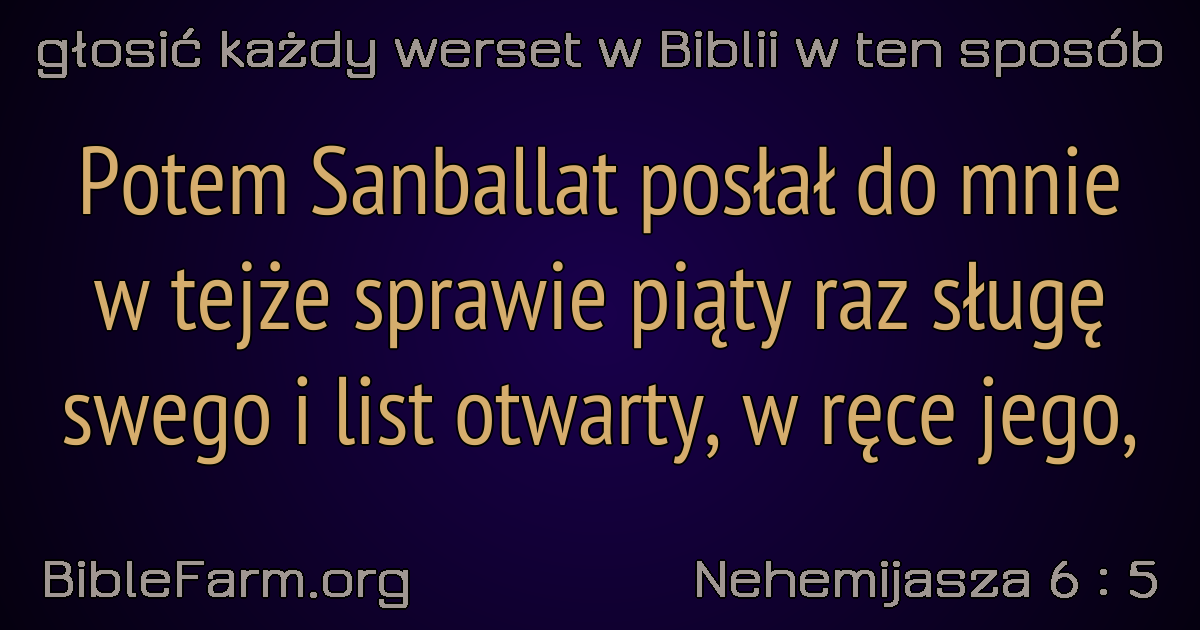 głosić każdy werset w Biblii w ten sposób
Potem Sanballat posłał do mnie
w tejże sprawie piąty raz sługę
swego i list otwarty, w ręce jego,
BibleFarm.org
Nehemijasza 6 : 5